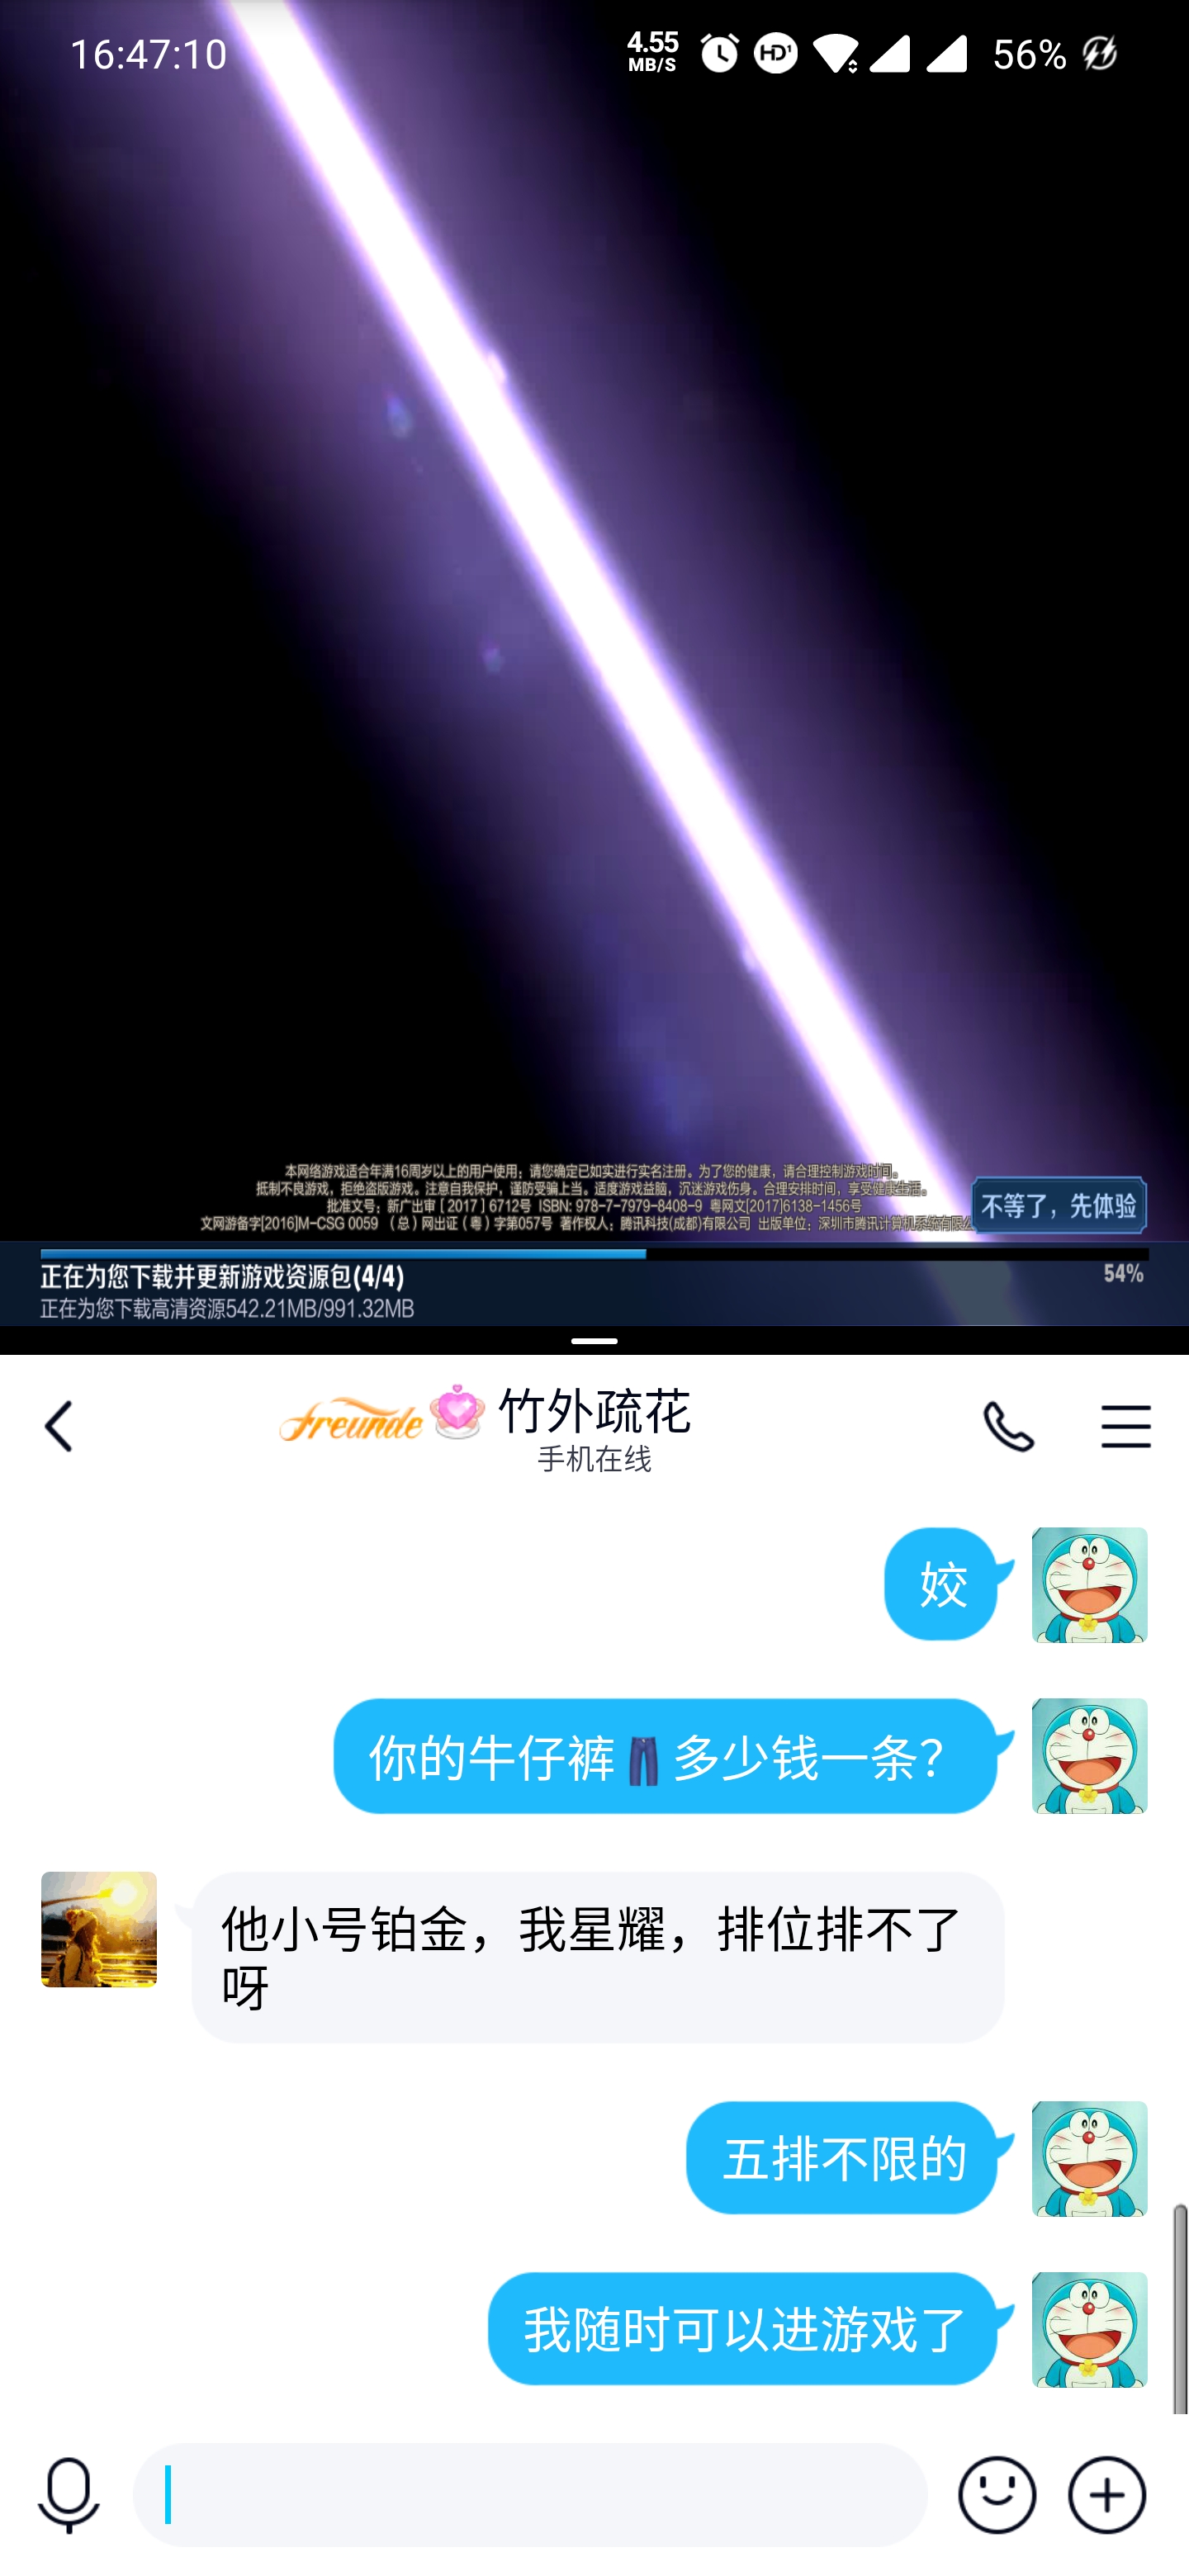 16:47:10
4.55
MB/S
HD¹
56%
本网络游戏适合年满16周岁以上的用户使用；请您确定已如实进行实名注册。为了您的健康，请合理控制游戏时间。
抵制不良游戏，拒绝盗版游戏。注意自我保护，谨防受骗上当。适度游戏益脑，沉迷游戏伤身。合理安排时间，享受健康生活。
批准文号：新广出审［2017］6712号 ISBN: 978-7-7979-8408-9 粤网文[2017]6138-1456号
文网游备字[2016]M-CSG 0059 （总）网出证（粤）字第057号 著作权人：腾讯科技(成都)有限公司 出版单位：深圳市腾讯计算机系统有限公
不等了，先体验
正在为您下载并更新游戏资源包(4/4)
54%
正在为您下载高清资源542.21MB/991.32MB
freunde 竹外疏花
手机在线
姣
你的牛仔裤👖多少钱一条？
他小号铂金，我星耀，排位排不了
呀
五排不限的
我随时可以进游戏了